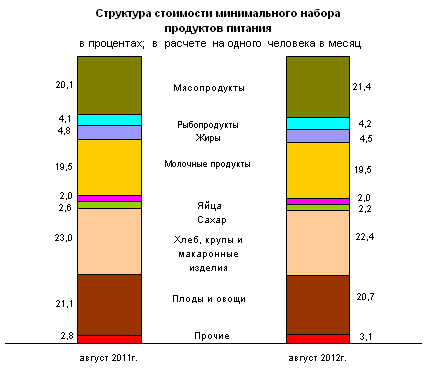 Структура стоимости минимального набора
продуктов питания
в процентах; в расчете на одного человека в месяц
20,1 Масопродукты 21,4
4,1 Рыбопродукты 4,2
4,8 Жиры 4,5
19,5 Молочные продукты 19,5
2,0 Яйца 2,0
2,6 Сахар 2,2
23,0 Хлеб, крупы и 22,4
макаронные
изделия
21,1 Плоды и овощи 20,7
2,8 Прочие 3,1
август 2011г. август 2012г.